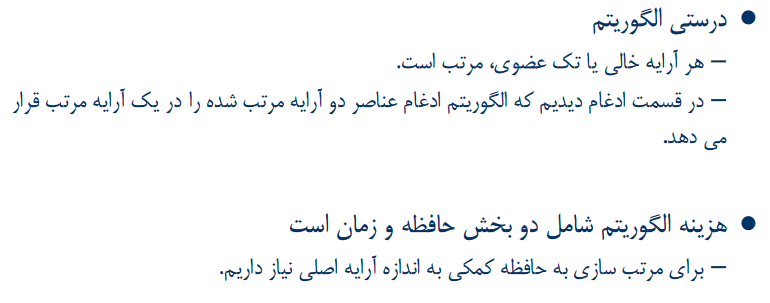 ● درستی الگوریتم
– هر آرایه خالی یا تک عضوی، مرتب است.
– در قسمت ادغام دیدیم که الگوریتم ادغام عناصر دو آرایه مرتب شده را در یک آرایه مرتب قرار
می دهد.
● هزینه الگوریتم شامل دو بخش حافظه و زمان است
– برای مرتب سازی به حافظه کمکی به اندازه آرایه اصلی نیاز داریم.